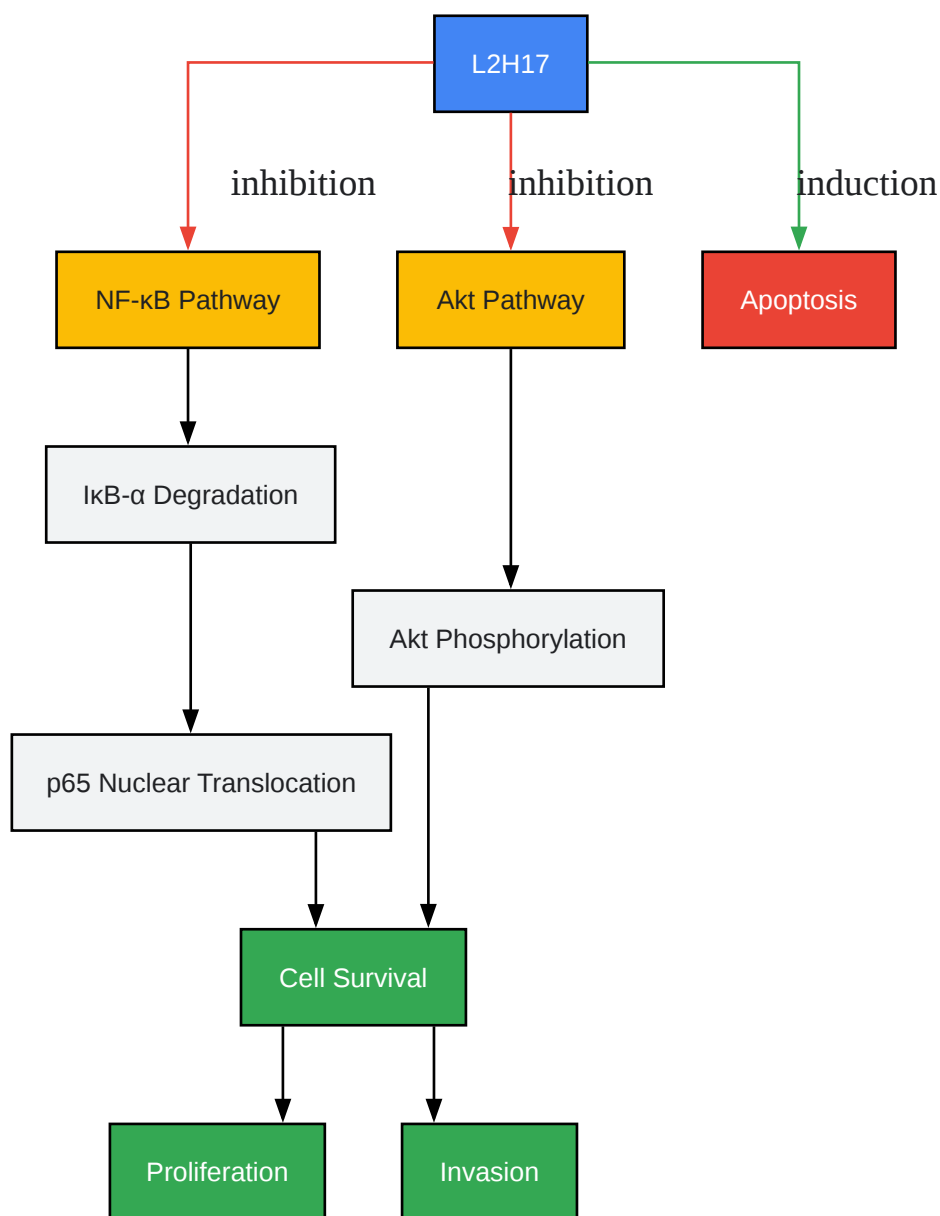 L2H17
inhibition
inhibition
induction
NF-κB Pathway
Akt Pathway
Apoptosis
IκB-α Degradation
Akt Phosphorylation
p65 Nuclear Translocation
Cell Survival
Proliferation
Invasion